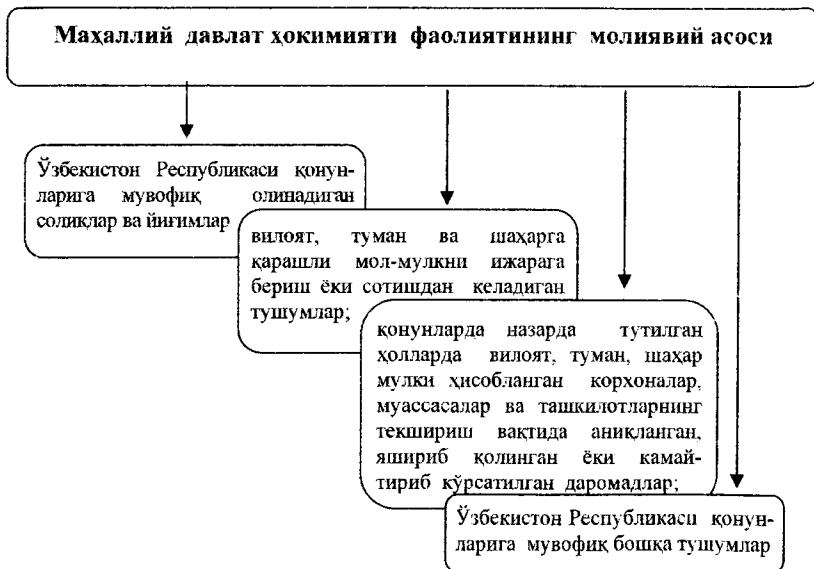 Маҳаллий давлат ҳокимияти фаолиятининг молиявий асоси
Ўзбекистон Республикаси қонун-
ларига мувофиқ олинадиган
солиқлар ва йиғимлар
вилоят, туман ва шаҳарга
қарашли мол-мулкни ижарага
бериш ёки сотишдан келадиган
тушумлар;
қонунларда назарда тутилган
ҳолларда вилоят, туман, шаҳар
мулки ҳисобланган корхоналар,
муассасалар ва ташкилотларнинг
текшириш вақтида аниқланган,
яшириб қолинган ёки камай-
тириб кўрсатилган даромадлар;
Ўзбекистон Республикаси қонун-
ларига мувофиқ бошқа тушумлар